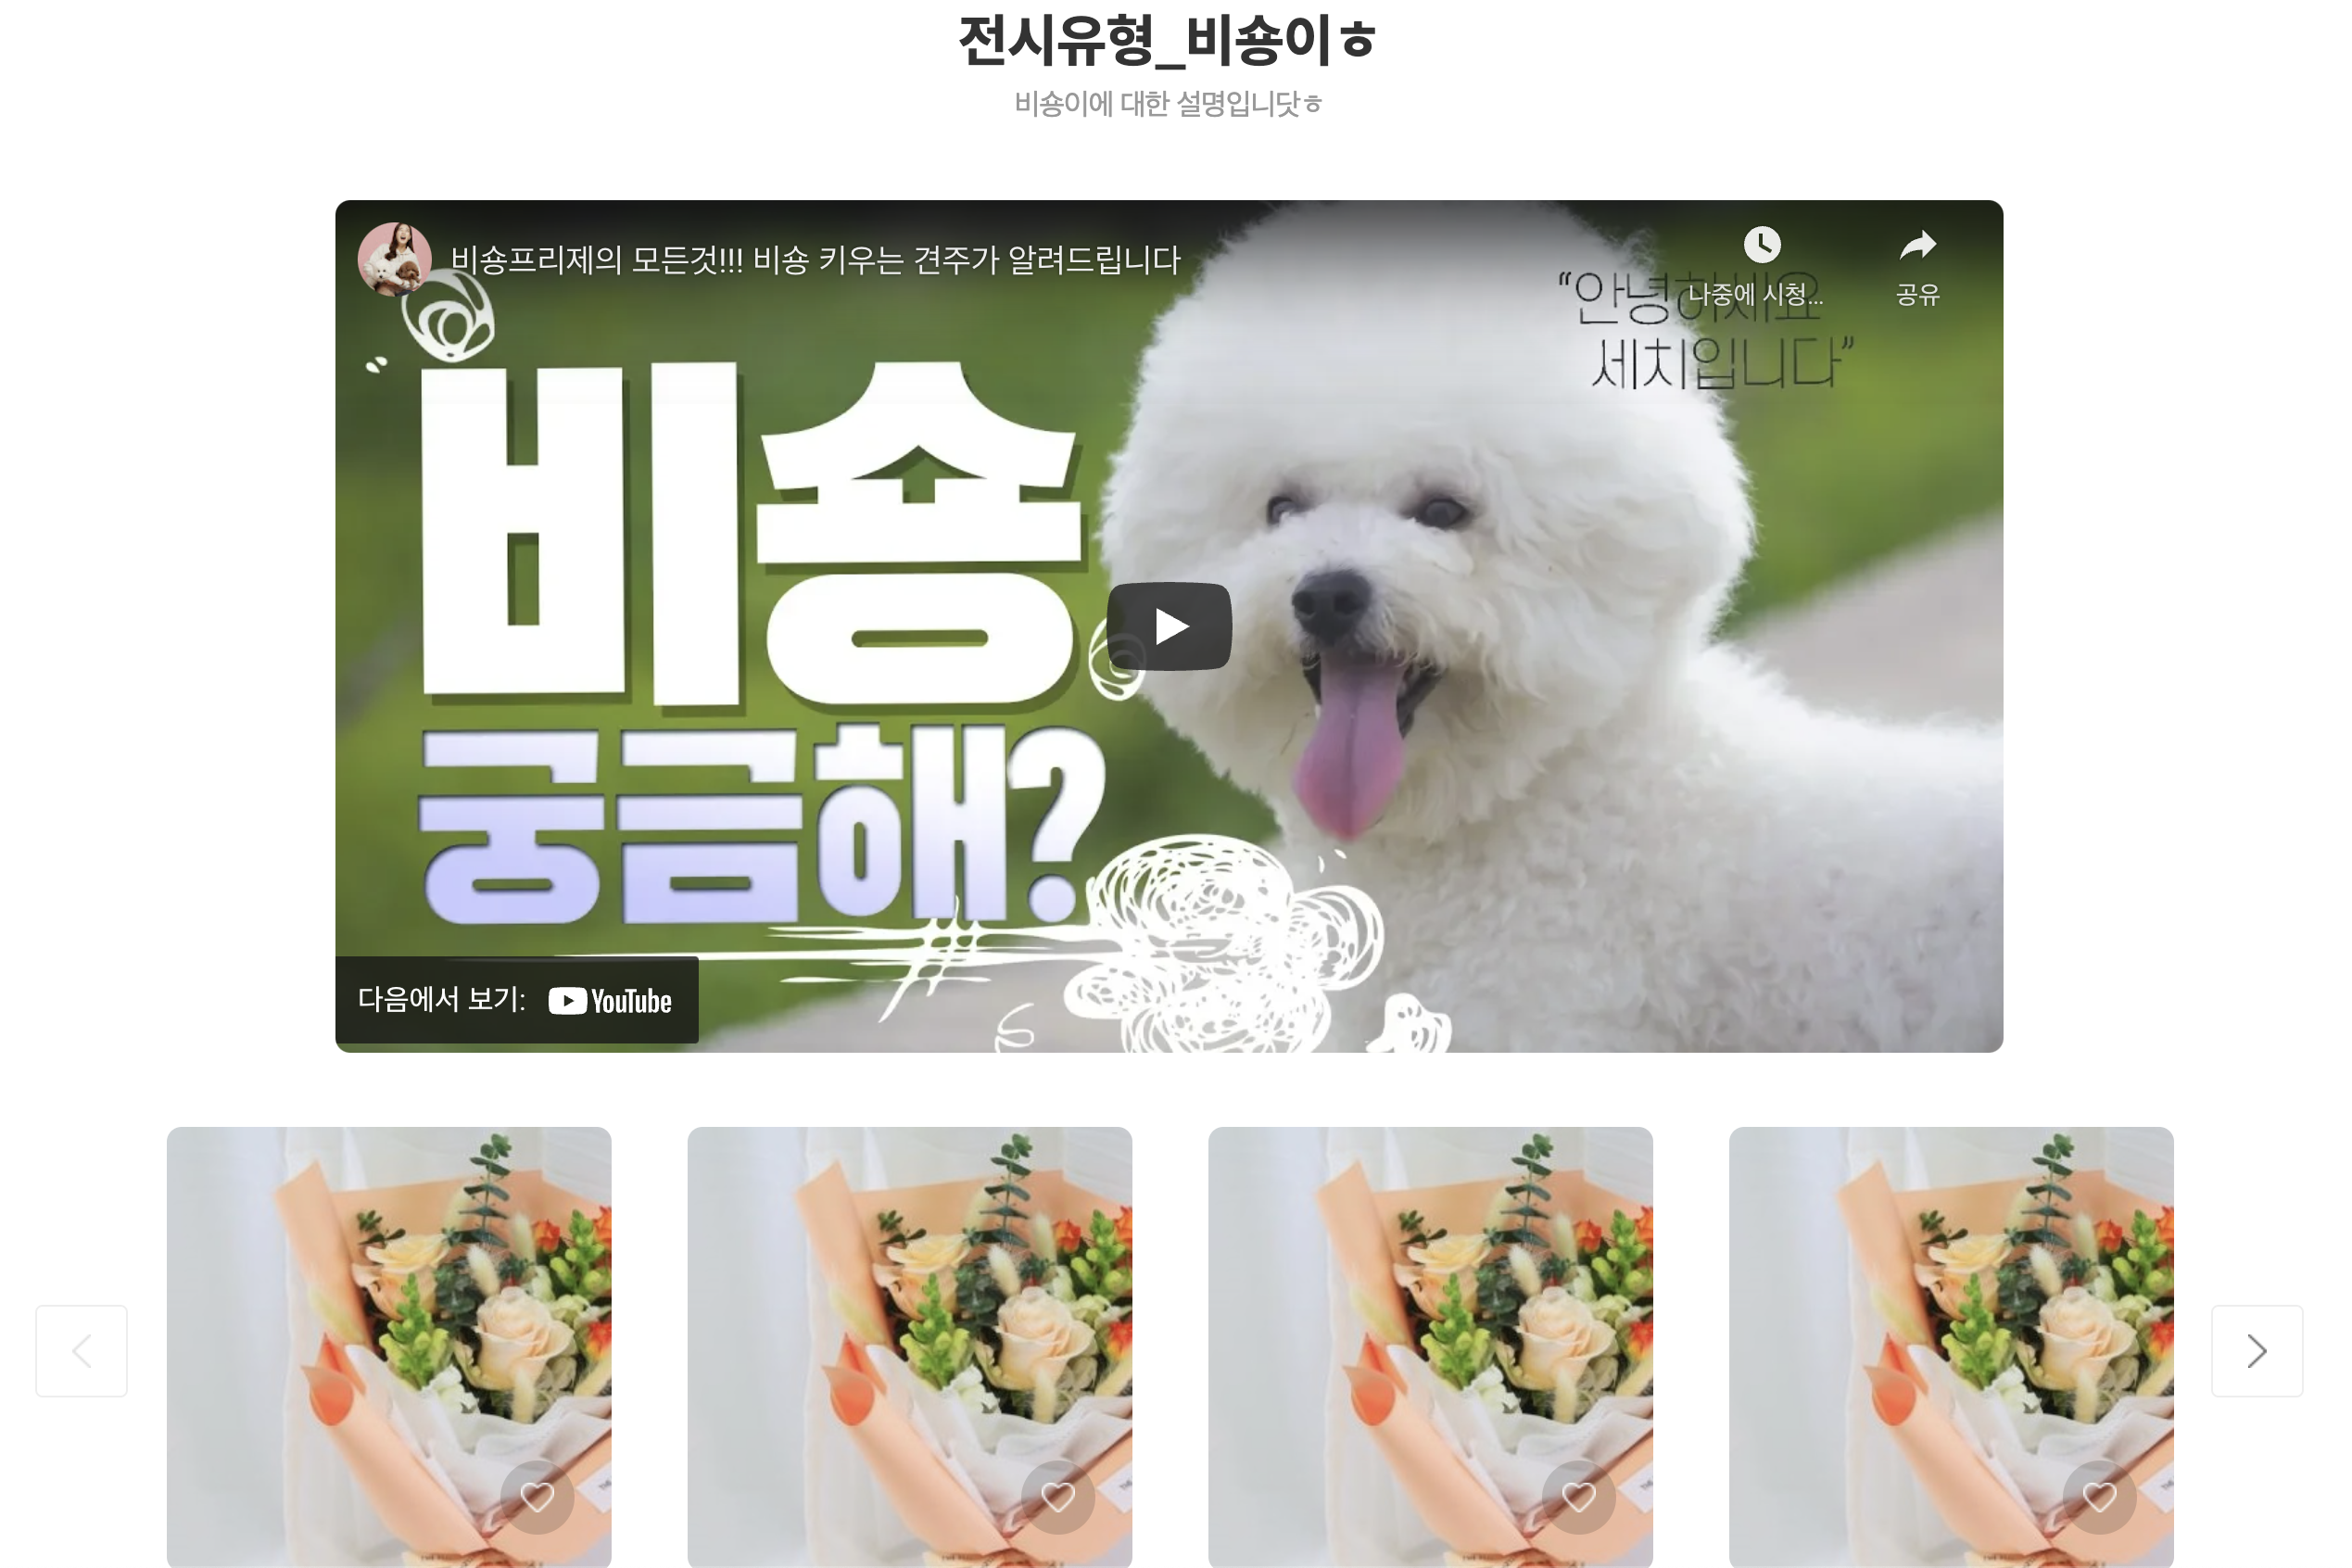 전시유형_비숑이ㅎ
비숑이에 대한 설명입니닷ㅎ
비숑프리제의 모든것!!! 비숑 키우는 견주가 알려드립니다
나중에 시청...
공유
“안녕하세요
세치입니다”
비숑
궁금해?
다음에서 보기: YouTube